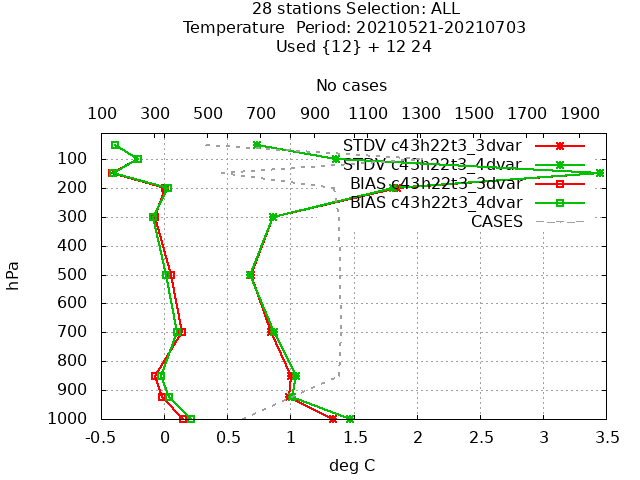 28 stations Selection: ALL
Temperature  Period: 20210521-20210703
Used {12} + 12 24
No cases
100 300 500 700 900 1100 1300 1500 1700 1900
STDV c43h22t3_3dvar
STDV c43h22t3_4dvar
BIAS c43h22t3_3dvar
BIAS c43h22t3_4dvar
CASES
hPa
100
200
300
400
500
600
700
800
900
1000
-0.5 0 0.5 1 1.5 2 2.5 3 3.5
deg C